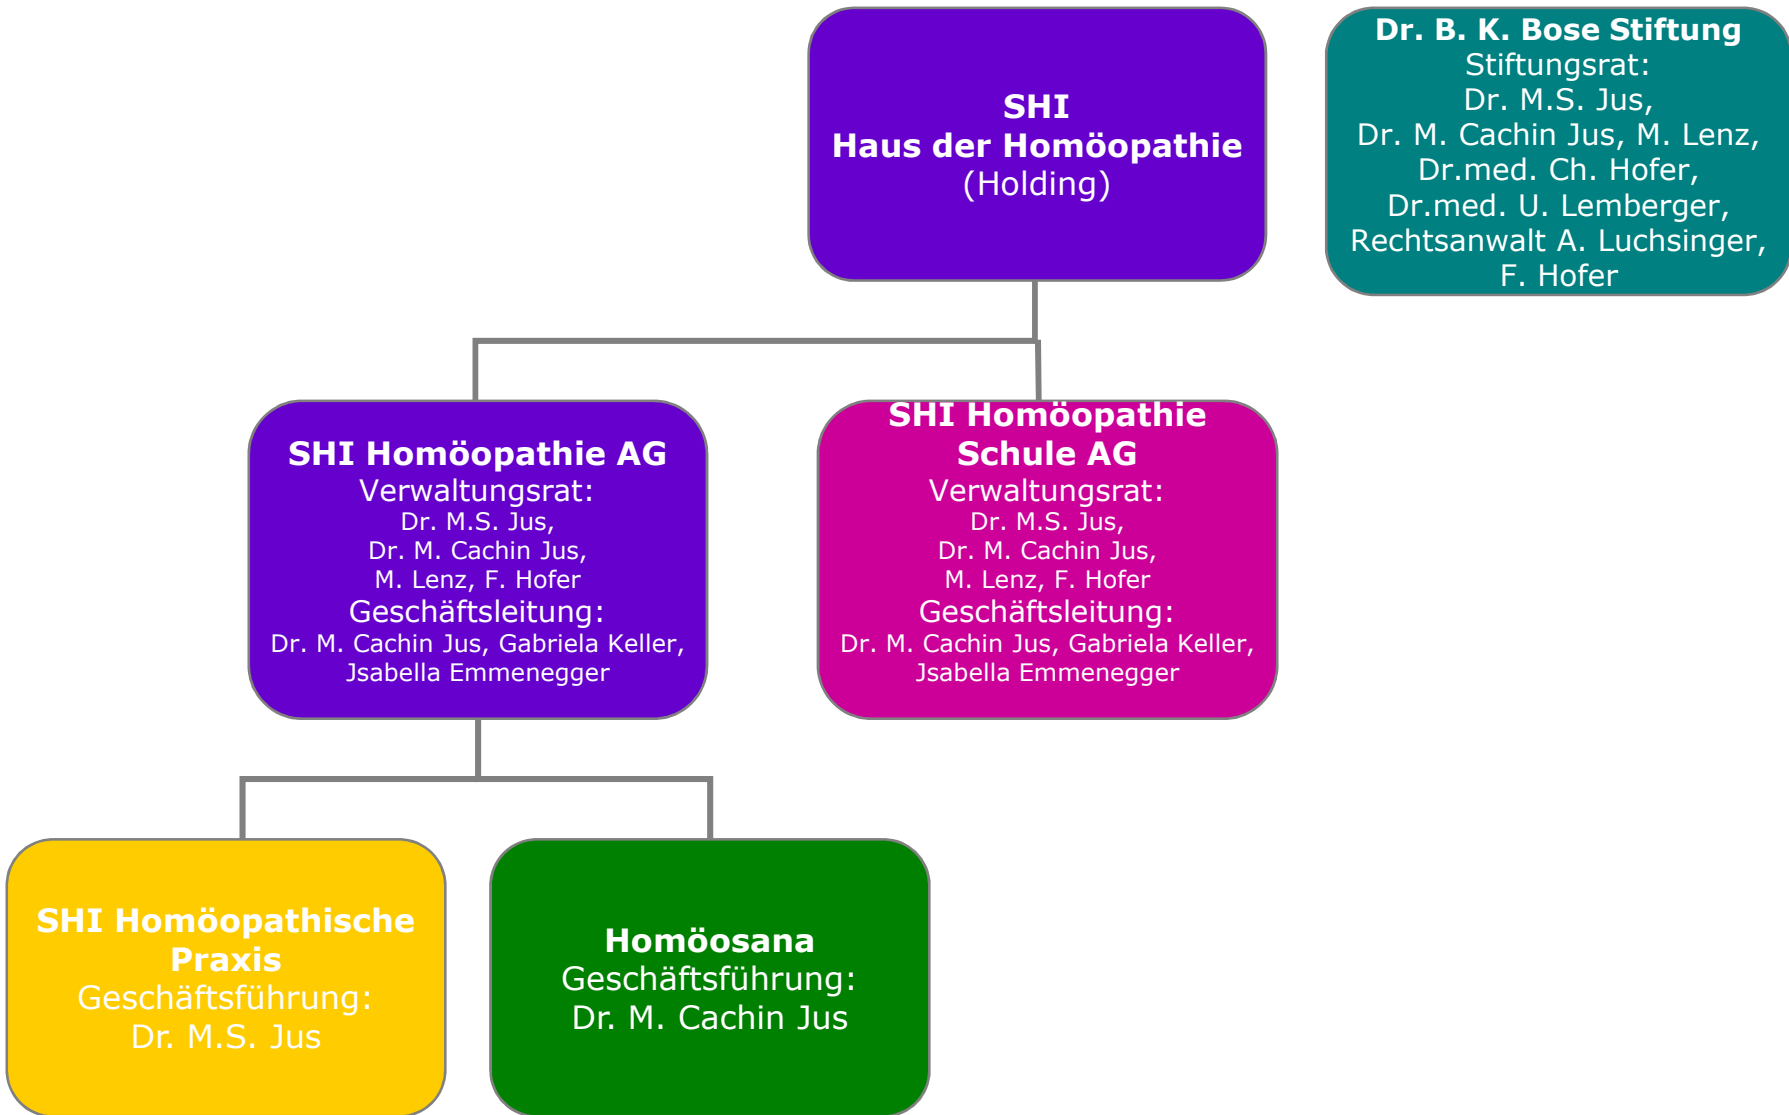 SHI
Haus der Homöopathie
(Holding)
Dr. B. K. Bose Stiftung
Stiftungsrat:
Dr. M.S. Jus,
Dr. M. Cachin Jus, M. Lenz,
Dr.med. Ch. Hofer,
Dr.med. U. Lemberger,
Rechtsanwalt A. Luchsinger,
F. Hofer
SHI Homöopathie AG
Verwaltungsrat:
Dr. M.S. Jus,
Dr. M. Cachin Jus,
M. Lenz, F. Hofer
Geschäftsleitung:
Dr. M. Cachin Jus, Gabriela Keller,
Jsabella Emmenegger
SHI Homöopathie
Schule AG
Verwaltungsrat:
Dr. M.S. Jus,
Dr. M. Cachin Jus,
M. Lenz, F. Hofer
Geschäftsleitung:
Dr. M. Cachin Jus, Gabriela Keller,
Jsabella Emmenegger
SHI Homöopathische
Praxis
Geschäftsführung:
Dr. M.S. Jus
Homöosana
Geschäftsführung:
Dr. M. Cachin Jus